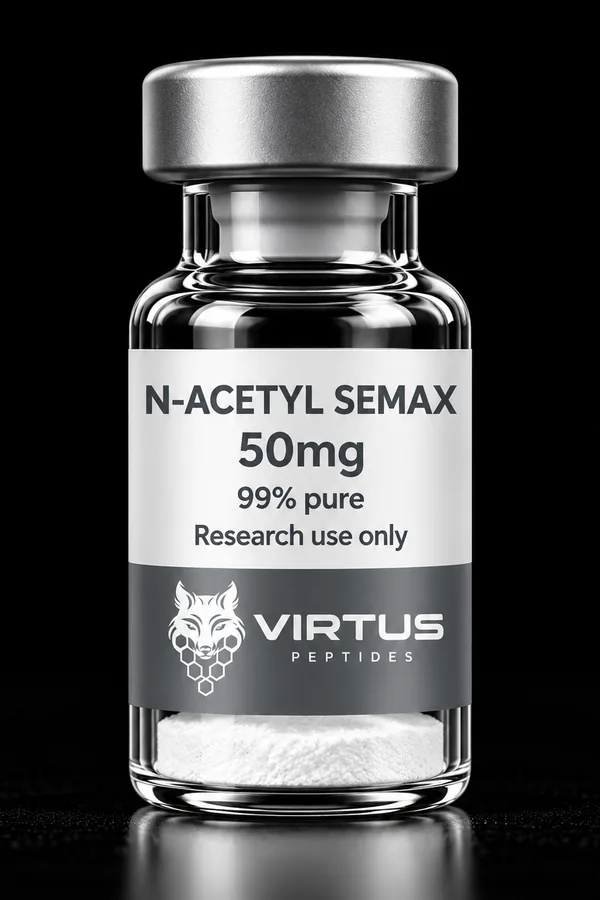 N-ACETYL SEMAX
50mg
99% pure
Research use only
VIRTUS
PEPTIDES